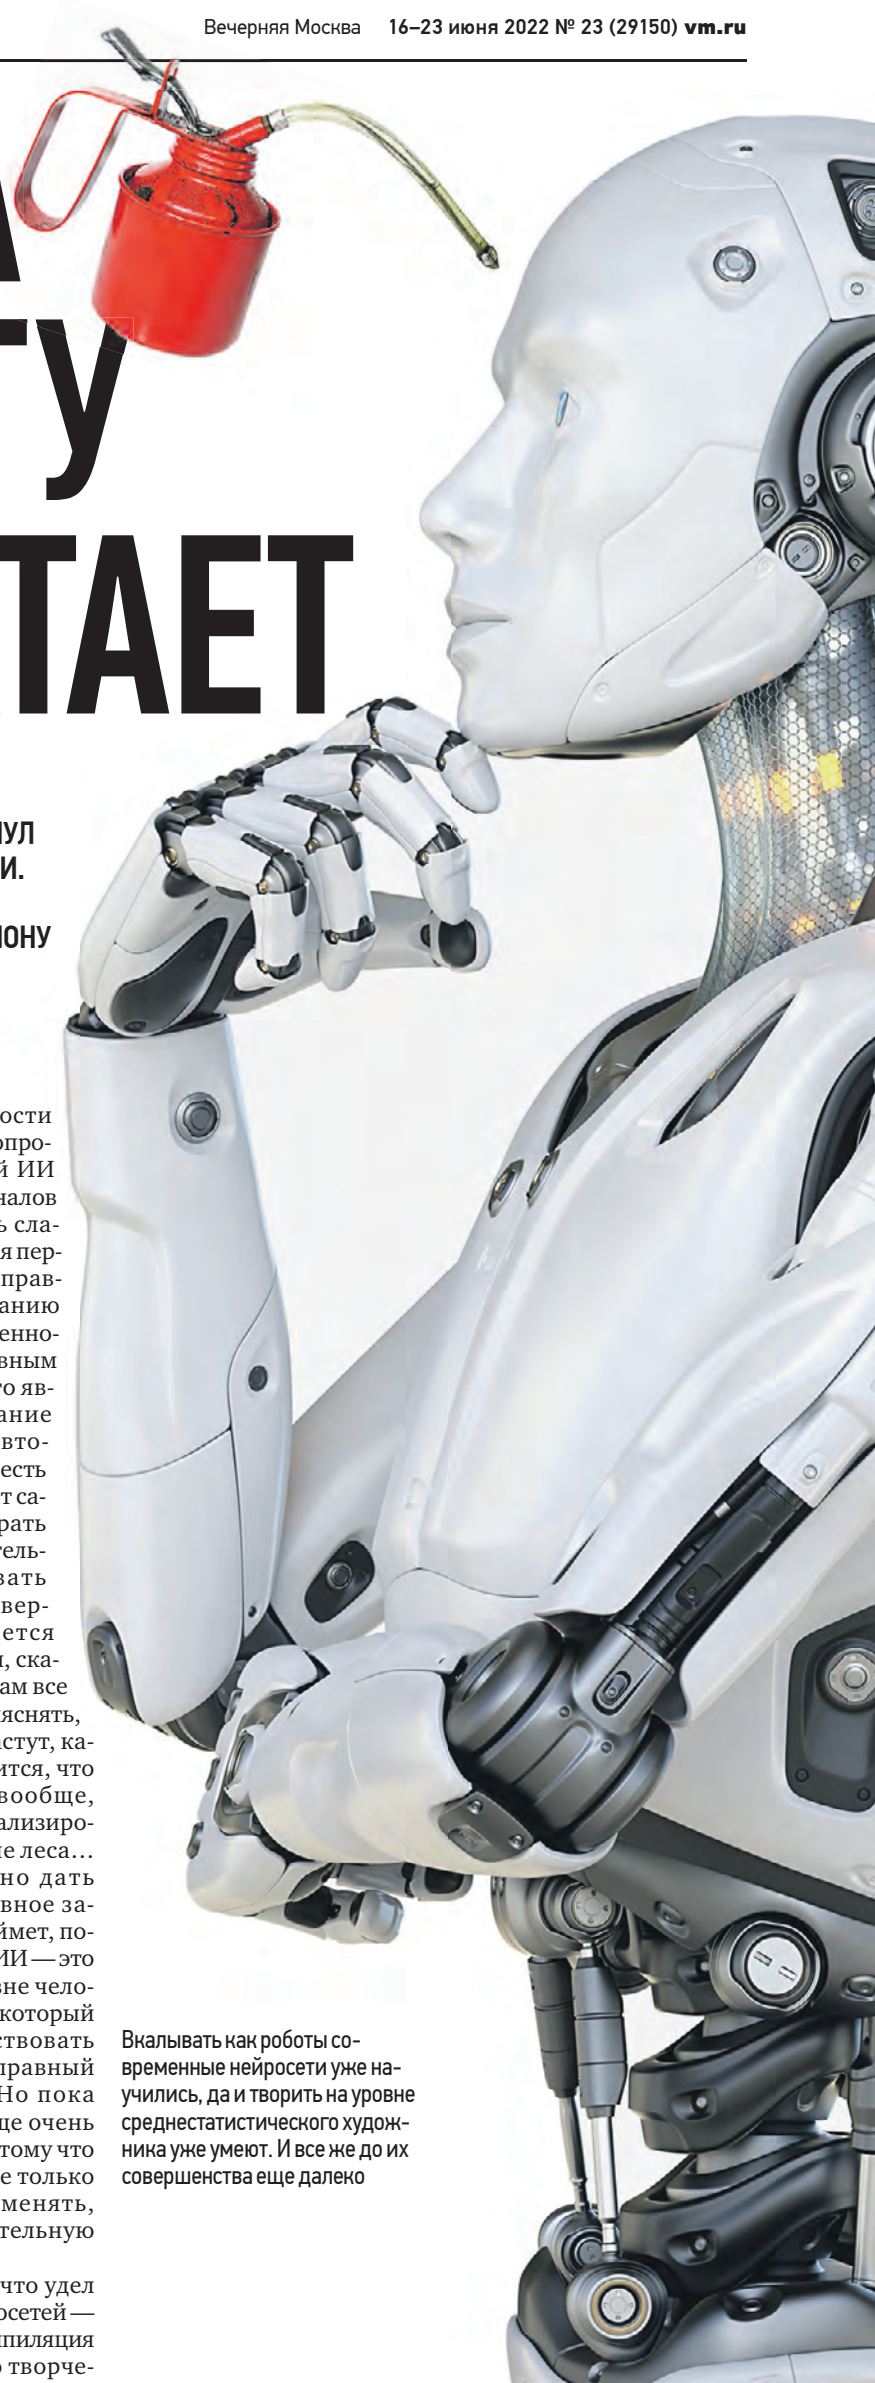 Вечерняя Москва 16–23 июня 2022 № 23 (29150) vm.ru
А
ГУ
ТАЕТ
УЛ
И.
ОНУ
ости
опро-
й ИИ
налов
ь сла-
я пер-
прав-
анию
енно-
вным
го яв-
ание
вто-
есть
т са-
рать
тель-
вать
вер-
ется
, ска-
ам все
яснять,
стут, ка-
ится, что
вообще,
ализиро-
е леса...
но дать
вное за-
ймет, по-
ИИ — это
вне чело-
который
ствовать
правный
Но пока
ще очень
тому что
е только
менять,
тельную
что удел
осетей —
мпиляция
о творче-
Вкалывать как роботы со-
временные нейросети уже на-
учились, да и творить на уровне
среднестатистического худож-
ника уже умеют. И все же до их
совершенства еще далеко